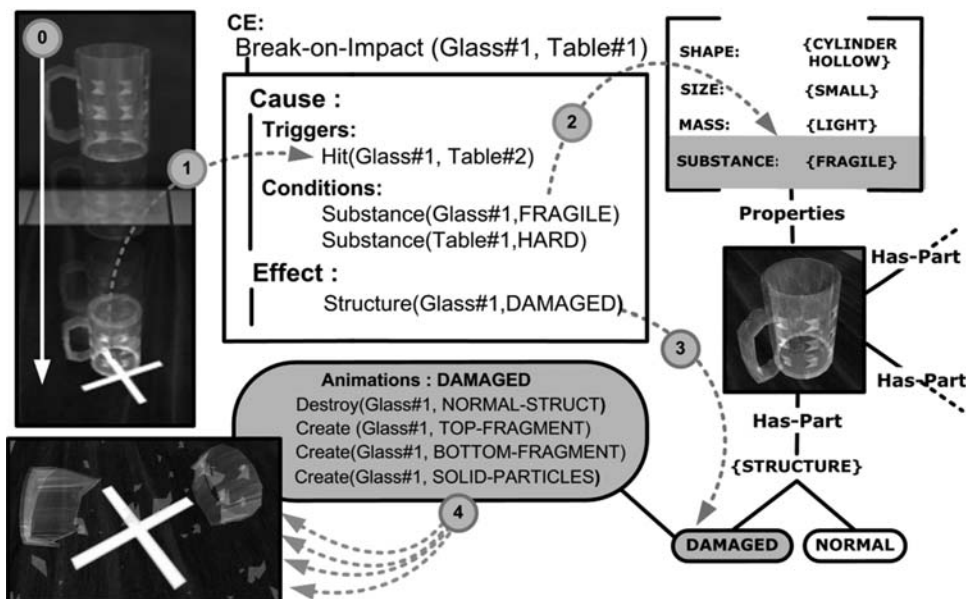 0
CE:
Break-on-Impact (Glass#1, Table#1)
Cause :
Triggers:
Hit(Glass#1, Table#2)
Conditions:
Substance(Glass#1,FRAGILE)
Substance(Table#1,HARD)
Effect :
Structure(Glass#1,DAMAGED)
1
2
SHAPE: {CYLINDER
HOLLOW}
SIZE: {SMALL}
MASS: {LIGHT}
SUBSTANCE: {FRAGILE}
Properties
Has-Part
Has-Part
Has-Part
{STRUCTURE}
DAMAGED
NORMAL
3
Animations : DAMAGED
Destroy(Glass#1, NORMAL-STRUCT)
Create (Glass#1, TOP-FRAGMENT)
Create(Glass#1, BOTTOM-FRAGMENT)
Create(Glass#1, SOLID-PARTICLES)
4